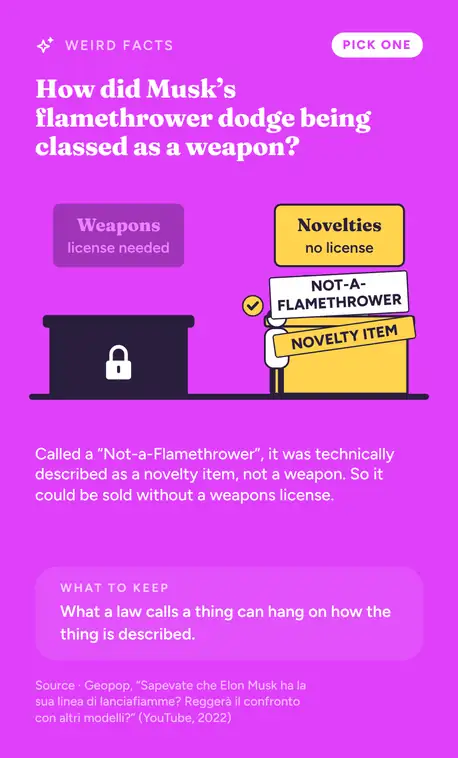 WEIRD FACTS
PICK ONE
How did Musk’s
flamethrower dodge being
classed as a weapon?
Weapons
license needed
Novelties
no license
NOT-A-
FLAMETHROWER
NOVELTY ITEM
Called a “Not-a-Flamethrower”, it was technically
described as a novelty item, not a weapon. So it
could be sold without a weapons license.
WHAT TO KEEP
What a law calls a thing can hang on how the
thing is described.
Source · Geopop, “Sapevate che Elon Musk ha la
sua linea di lanciafiamme? Reggerà il confronto
con altri modelli?” (YouTube, 2022)